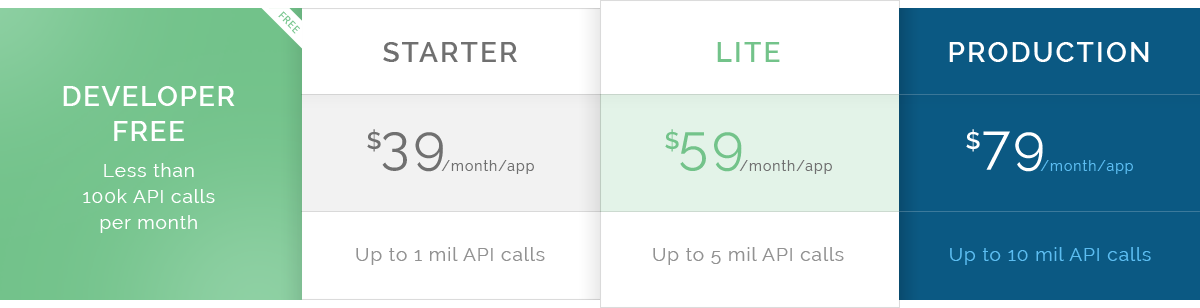 FREE
DEVELOPER
FREE
Less than
100k API calls
per month
STARTER
$39/month/app
Up to 1 mil API calls
LITE
$59/month/app
Up to 5 mil API calls
PRODUCTION
$79/month/app
Up to 10 mil API calls